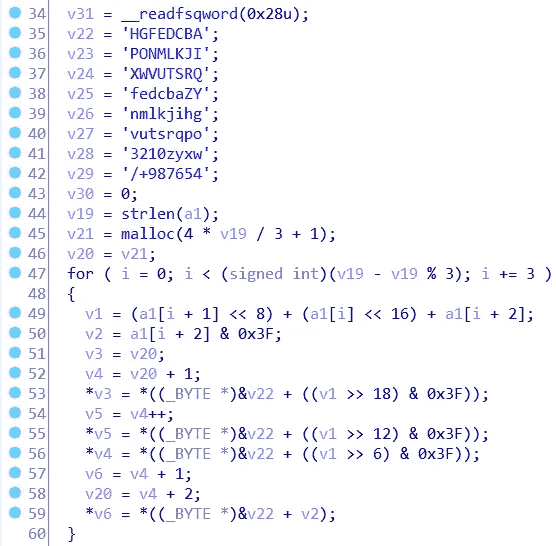 34 v31 = __readfsqword(0x28u);
35 v22 = 'HGFEDCBA';
36 v23 = 'PONMLKJI';
37 v24 = 'XWVUTSRQ';
38 v25 = 'fedcbaZY';
39 v26 = 'nmlkjihg';
40 v27 = 'vutsrqpo';
41 v28 = '3210zyxw';
42 v29 = '/+987654';
43 v30 = 0;
44 v19 = strlen(a1);
45 v21 = malloc(4 * v19 / 3 + 1);
46 v20 = v21;
47 for ( i = 0; i < (signed int)(v19 - v19 % 3); i += 3 )
48 {
49 v1 = (a1[i + 1] << 8) + (a1[i] << 16) + a1[i + 2];
50 v2 = a1[i + 2] & 0x3F;
51 v3 = v20;
52 v4 = v20 + 1;
53 *v3 = *((_BYTE *)&v22 + ((v1 >> 18) & 0x3F));
54 v5 = v4++;
55 *v5 = *((_BYTE *)&v22 + ((v1 >> 12) & 0x3F));
56 *v4 = *((_BYTE *)&v22 + ((v1 >> 6) & 0x3F));
57 v6 = v4 + 1;
58 v20 = v4 + 2;
59 *v6 = *((_BYTE *)&v22 + v2);
60 }